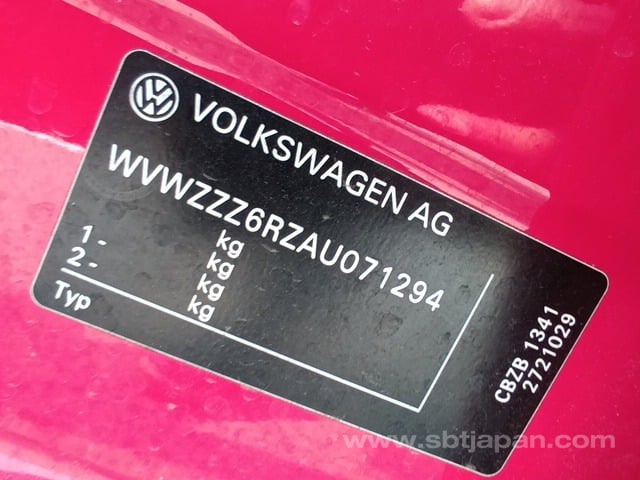 VOLKSWAGEN AG
WVWZZZ6RZAU071294
kg
kg
1- kg
2- kg
Typ
CBZB 1341
2721029
www.sbtjapan.com